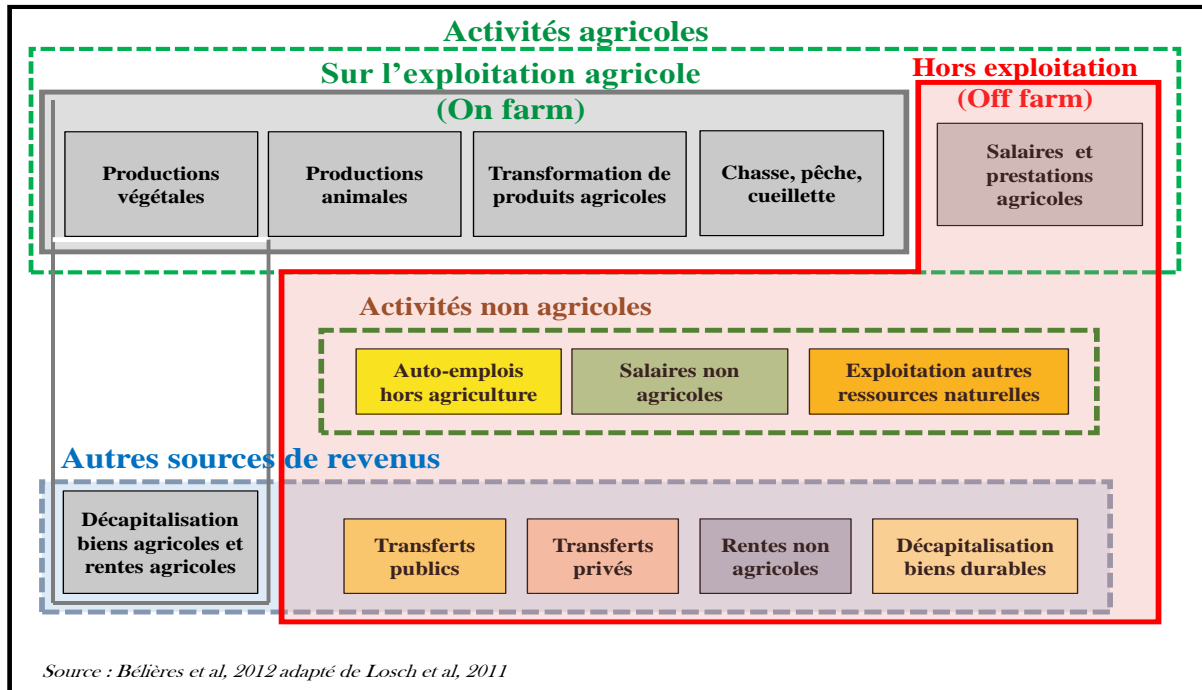 Activités agricoles
Sur l'exploitation agricole
(On farm)
Hors exploitation
(Off farm)
Productions
végétales
Productions
animales
Transformation de
produits agricoles
Chasse, pêche,
cueillette
Salaires et
prestations
agricoles
Activités non agricoles
Auto-emplois
hors agriculture
Salaires non
agricoles
Exploitation autres
ressources naturelles
Autres sources de revenus
Décapitalisation
biens agricoles et
rentes agricoles
Transferts
publics
Transferts
privés
Rentes non
agricoles
Décapitalisation
biens durables
Source : Bélières et al, 2012 adapté de Losch et al, 2011